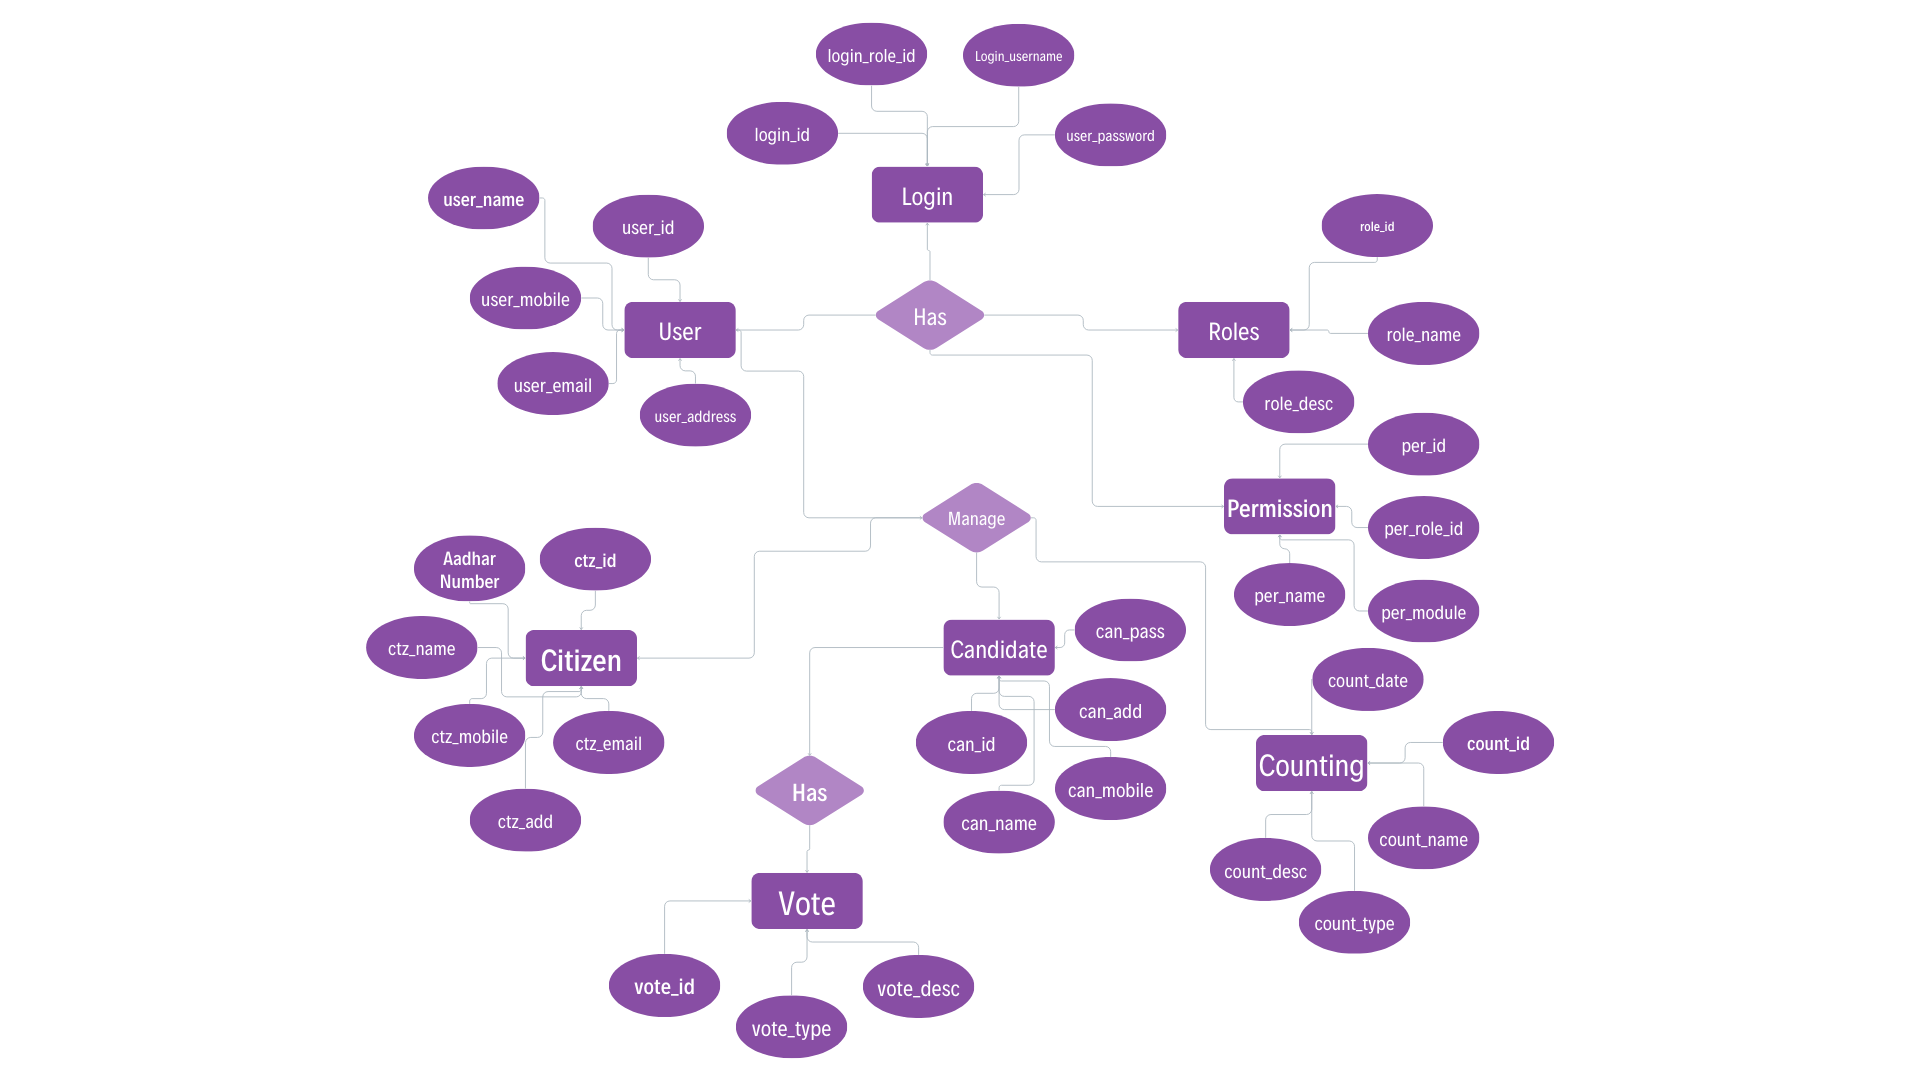 login_role_id
Login_username
login_id
user_password
Login
user_name
user_id
role_id
user_mobile
User
Has
Roles
role_name
user_email
user_address
role_desc
per_id
Permission
Manage
per_role_id
Aadhar
Number
ctz_id
per_name
per_module
ctz_name
Citizen
Candidate
can_pass
count_date
ctz_mobile
ctz_email
can_id
can_add
count_id
Counting
Has
can_mobile
ctz_add
can_name
count_name
count_desc
Vote
count_type
vote_id
vote_desc
vote_type